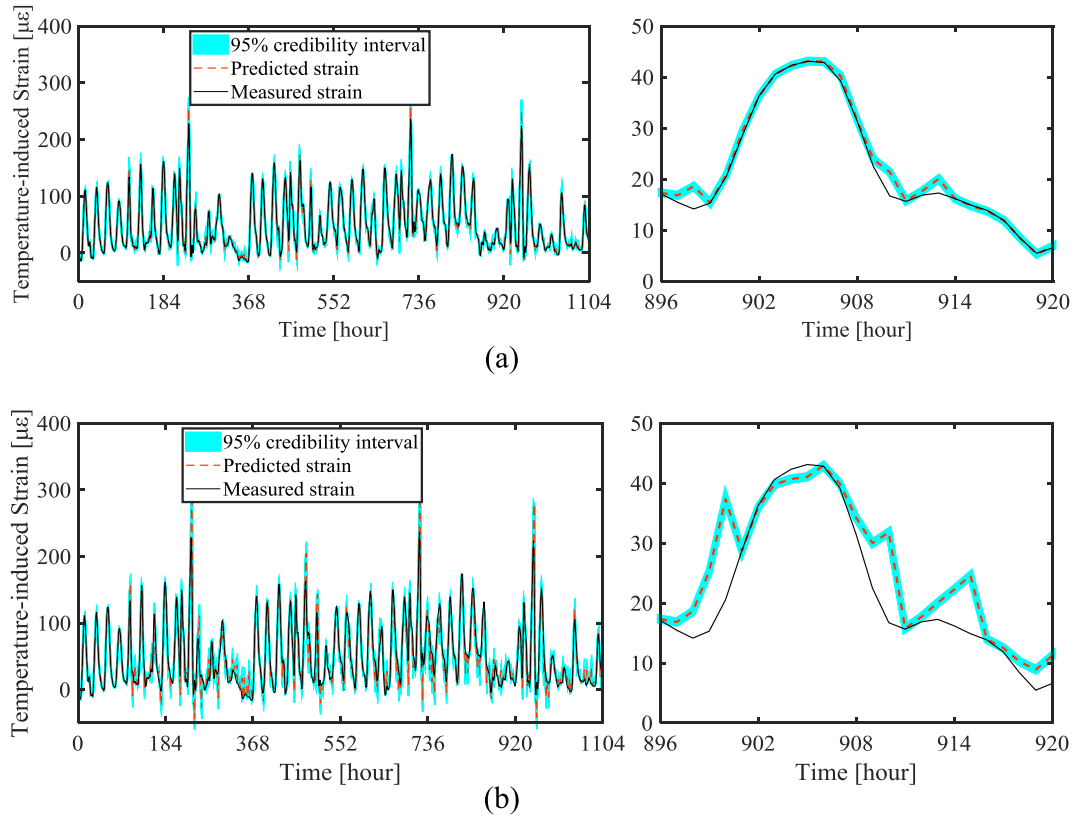 400
300
200
100
0
Temperature-induced Strain [με]
95% credibility interval
Predicted strain
Measured strain
0 184 368 552 736 920 1104
Time [hour]
50
40
30
20
10
0
896 902 908 914 920
Time [hour]
(a)
400
300
200
100
0
Temperature-induced Strain [με]
95% credibility interval
Predicted strain
Measured strain
0 184 368 552 736 920 1104
Time [hour]
50
40
30
20
10
0
896 902 908 914 920
Time [hour]
(b)